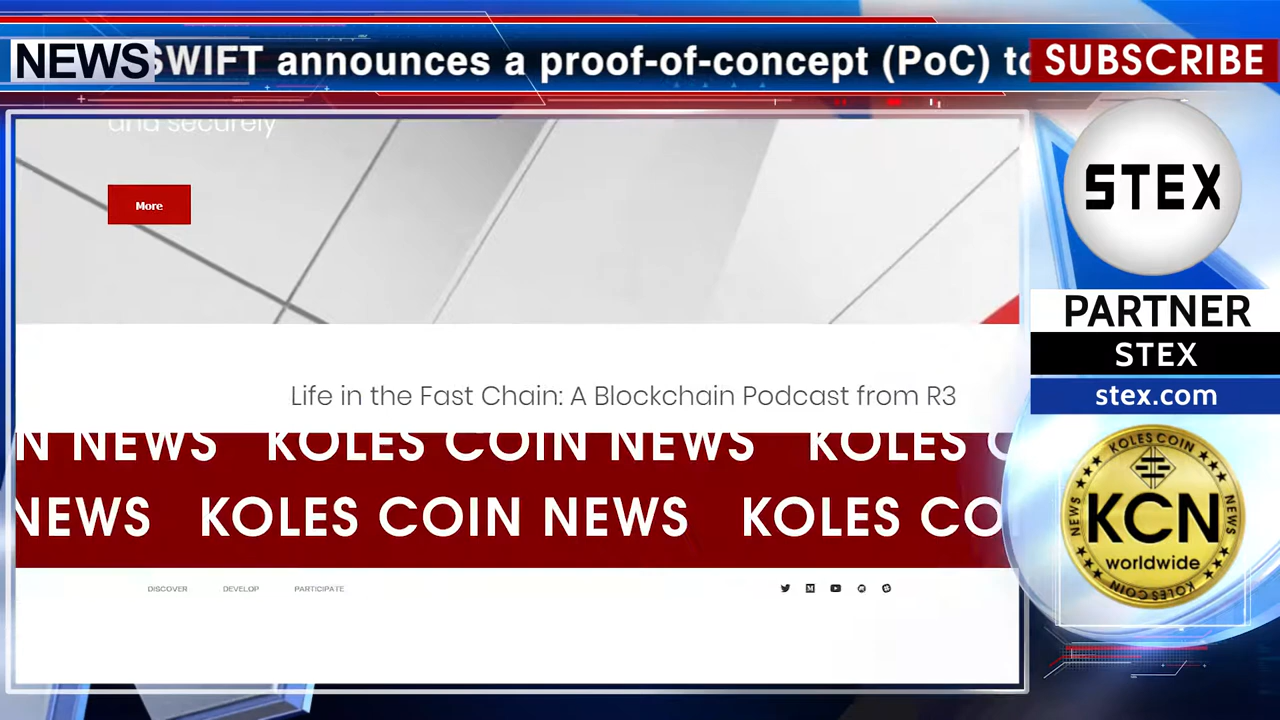 NEWS
SWIFT announces a proof-of-concept (PoC) to
SUBSCRIBE
and securely
More
Life in the Fast Chain: A Blockchain Podcast from R3
N NEWS KOLES COIN NEWS KOLES C
NEWS KOLES COIN NEWS KOLES CO
DISCOVER DEVELOP PARTICIPATE
STEX
PARTNER
STEX
stex.com
KOLES COIN
NEWS
KCN
NEWS
worldwide
KOLES COIN